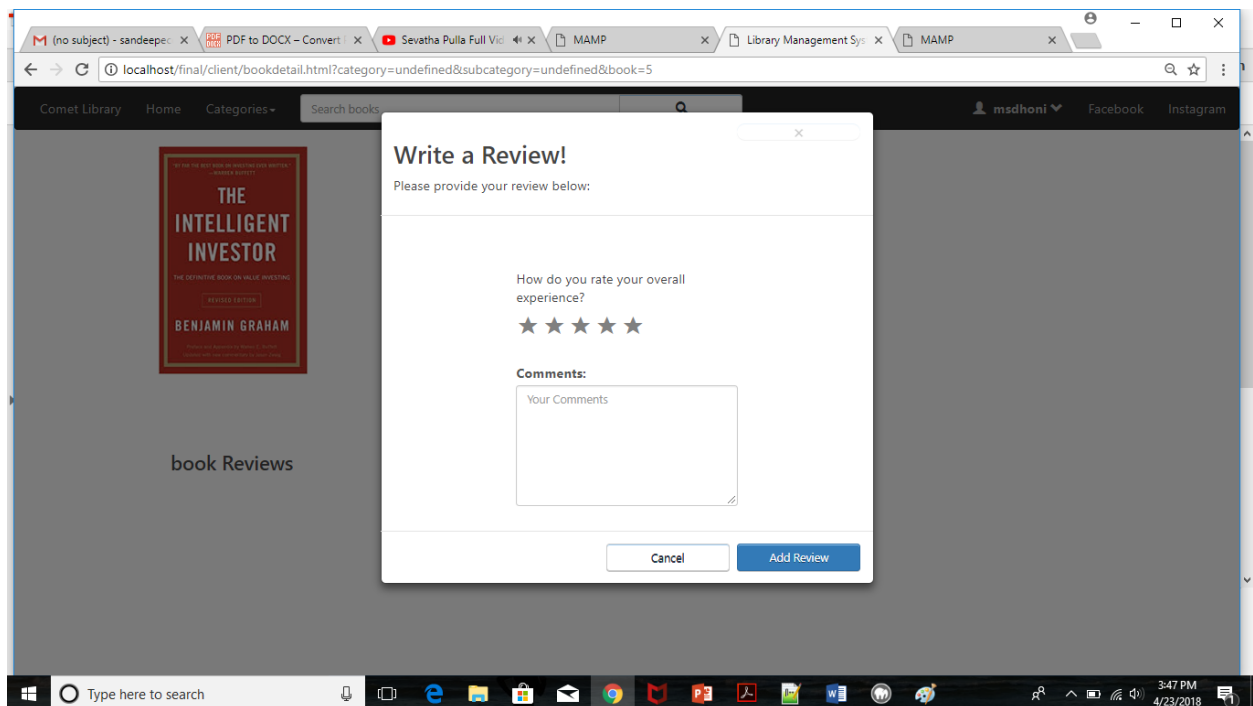 (no subject) - sandeepec
PDF to DOCX – Convert
Sevatha Pulla Full Vid
MAMP
Library Management Sys
MAMP
localhost/final/client/bookdetail.html?category=undefined&subcategory=undefined&book=5
Comet Library
Home
Categories
Search books
msdhoni
Facebook
Instagram
THE
INTELLIGENT
INVESTOR
THE DEFINITIVE BOOK ON VALUE INVESTING
REVISED EDITION
BENJAMIN GRAHAM
book Reviews
Write a Review!
Please provide your review below:
How do you rate your overall
experience?
Comments:
Your Comments
Cancel
Add Review
Type here to search
3:47 PM
4/23/2018